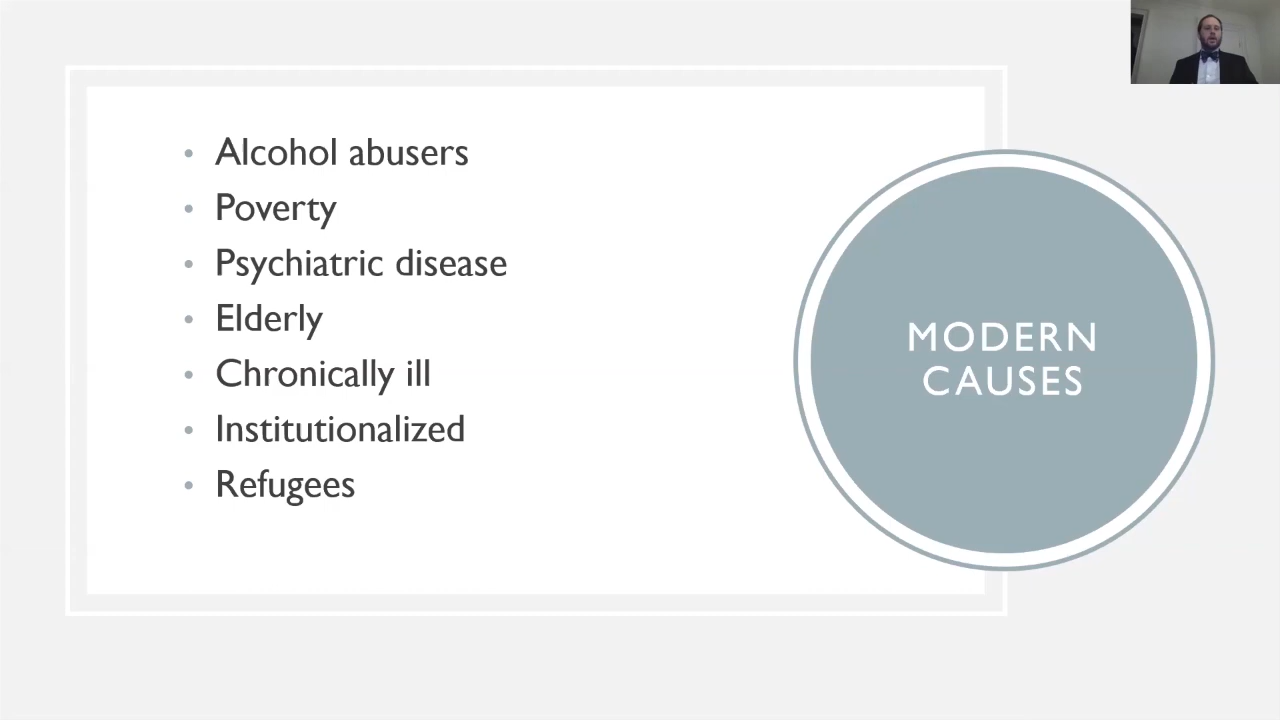 Alcohol abusers
Poverty
Psychiatric disease
Elderly
Chronically ill
Institutionalized
Refugees
MODERN
CAUSES